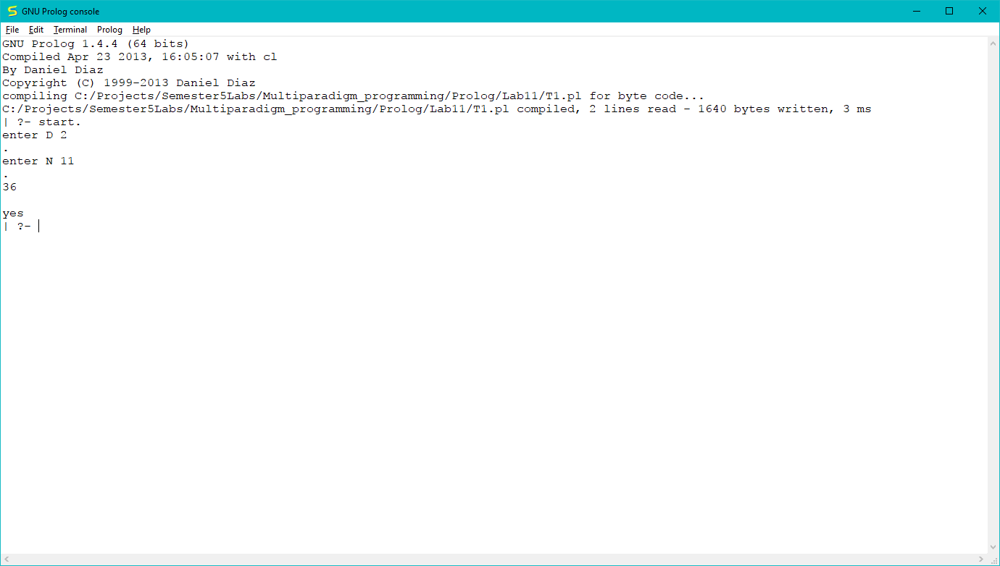 GNU Prolog console
File Edit Terminal Prolog Help
GNU Prolog 1.4.4 (64 bits)
Compiled Apr 23 2013, 16:05:07 with cl
By Daniel Diaz
Copyright (C) 1999-2013 Daniel Diaz
compiling C:/Projects/Semester5Labs/Multiparadigm_programming/Prolog/Lab11/T1.pl for byte code...
C:/Projects/Semester5Labs/Multiparadigm_programming/Prolog/Lab11/T1.pl compiled, 2 lines read - 1640 bytes written, 3 ms
| ?- start.
enter D 2
.
enter N 11
.
36
yes
| ?-